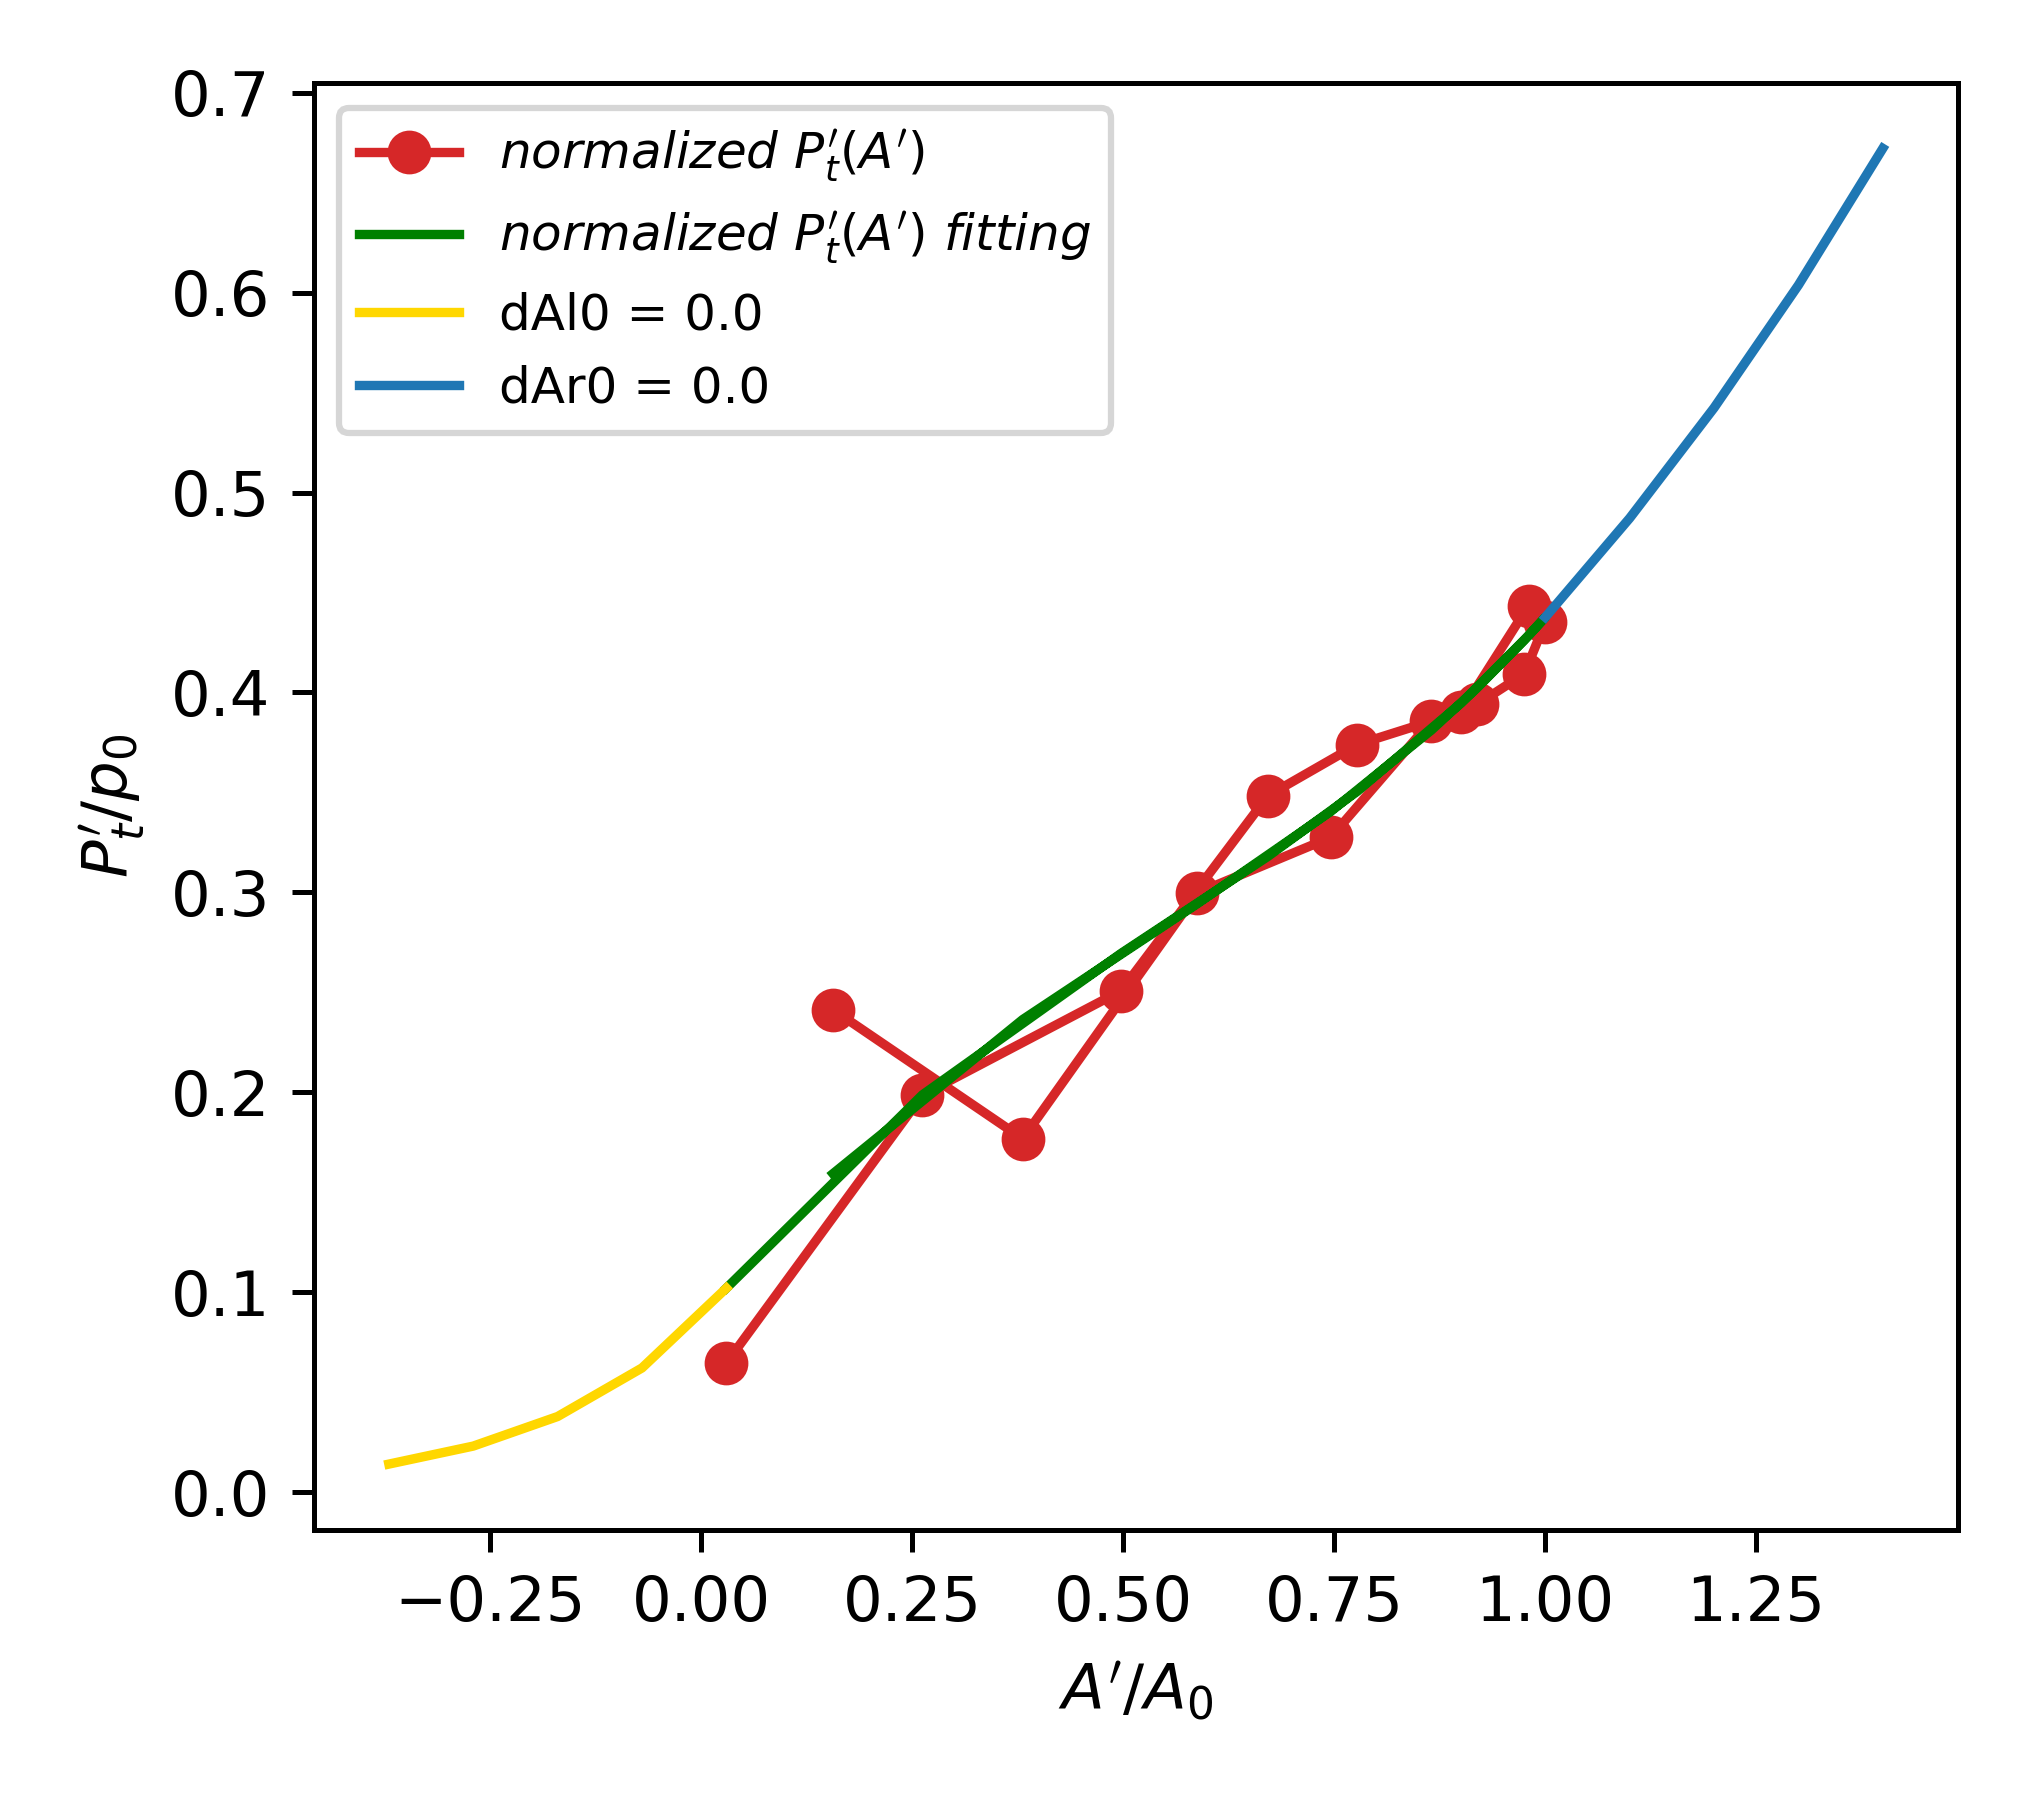 0.7
0.6
0.5
0.4
0.3
0.2
0.1
0.0
P′t/p0
normalized P′t(A′)
normalized P′t(A′) fitting
dAl0 = 0.0
dAr0 = 0.0
−0.25 0.00 0.25 0.50 0.75 1.00 1.25
A′/A0